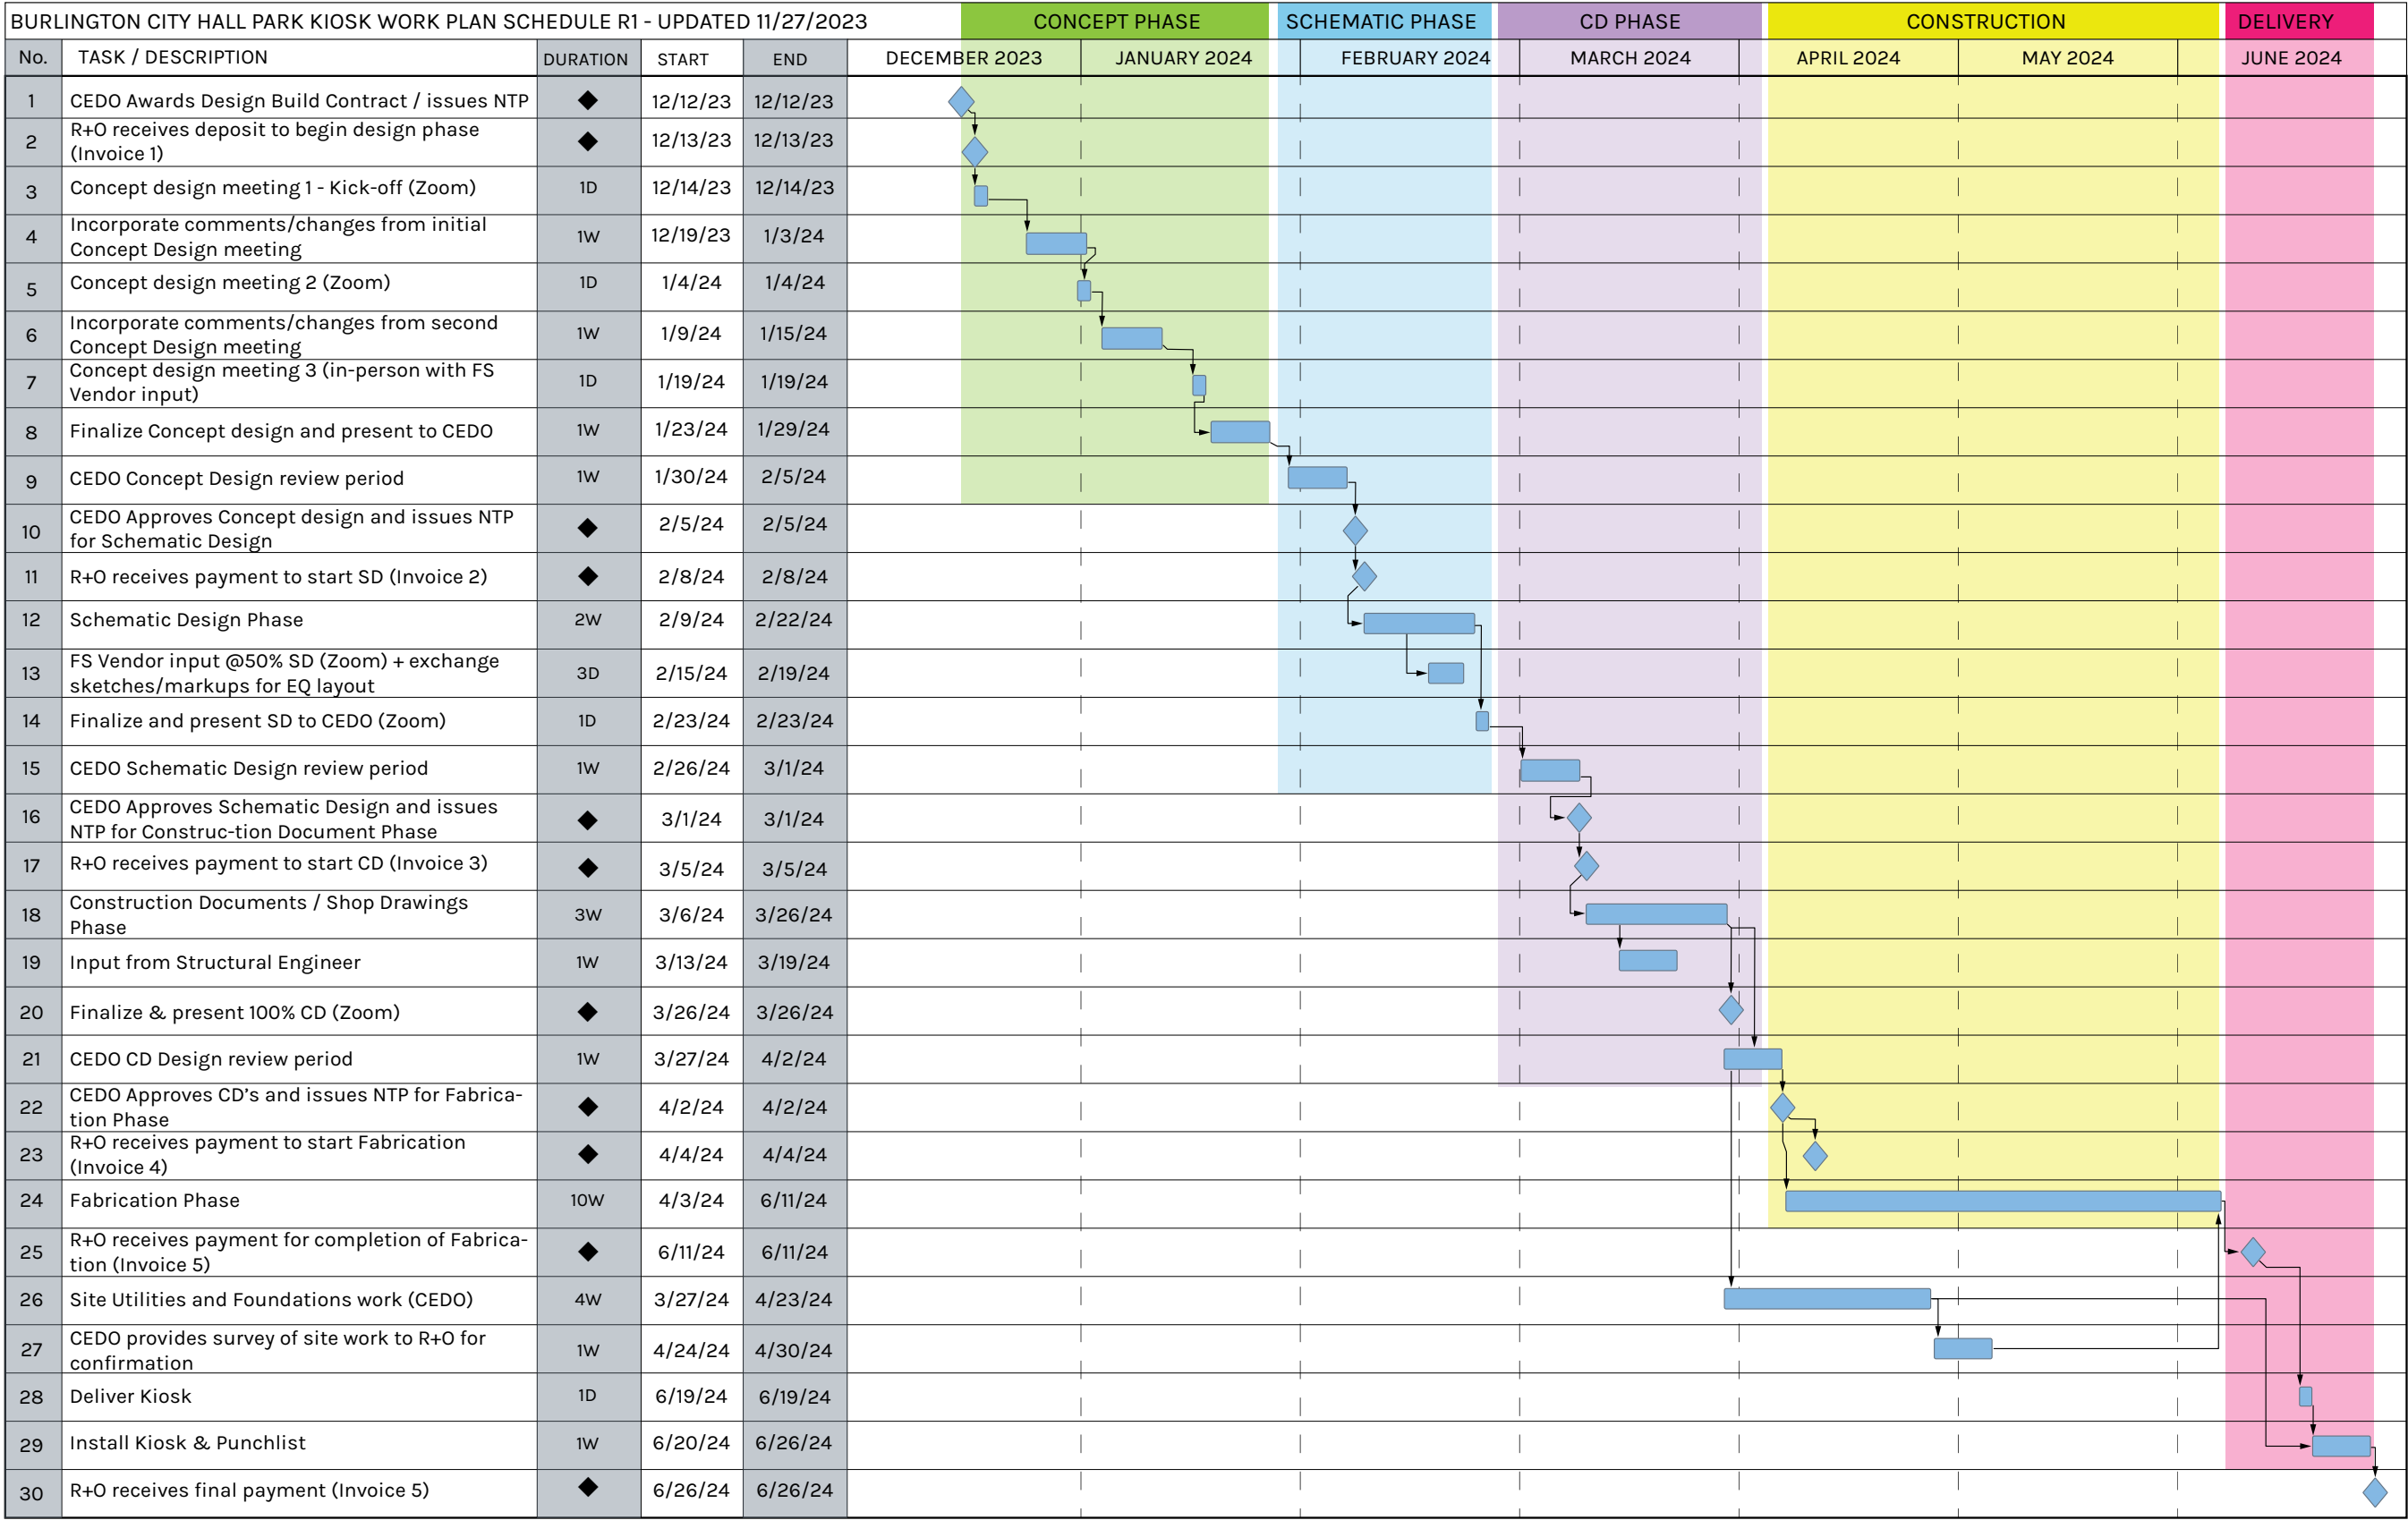 BURLINGTON CITY HALL PARK KIOSK WORK PLAN SCHEDULE R1 - UPDATED 11/27/2023 CONCEPT PHASE SCHEMATIC PHASE CD PHASE CONSTRUCTION DELIVERY
No. TASK / DESCRIPTION DURATION START END DECEMBER 2023 JANUARY 2024 FEBRUARY 2024 MARCH 2024 APRIL 2024 MAY 2024 JUNE 2024
1 CEDO Awards Design Build Contract / issues NTP 12/12/23 12/12/23
2 R+O receives deposit to begin design phase
(Invoice 1) 12/13/23 12/13/23
3 Concept design meeting 1 - Kick-off (Zoom) 1D 12/14/23 12/14/23
4 Incorporate comments/changes from initial
Concept Design meeting 1W 12/19/23 1/3/24
5 Concept design meeting 2 (Zoom) 1D 1/4/24 1/4/24
6 Incorporate comments/changes from second
Concept Design meeting 1W 1/9/24 1/15/24
7 Concept design meeting 3 (in-person with FS
Vendor input) 1D 1/19/24 1/19/24
8 Finalize Concept design and present to CEDO 1W 1/23/24 1/29/24
9 CEDO Concept Design review period 1W 1/30/24 2/5/24
10 CEDO Approves Concept design and issues NTP
for Schematic Design 2/5/24 2/5/24
11 R+O receives payment to start SD (Invoice 2) 2/8/24 2/8/24
12 Schematic Design Phase 2W 2/9/24 2/22/24
13 FS Vendor input @50% SD (Zoom) + exchange
sketches/markups for EQ layout 3D 2/15/24 2/19/24
14 Finalize and present SD to CEDO (Zoom) 1D 2/23/24 2/23/24
15 CEDO Schematic Design review period 1W 2/26/24 3/1/24
16 CEDO Approves Schematic Design and issues
NTP for Construc-tion Document Phase 3/1/24 3/1/24
17 R+O receives payment to start CD (Invoice 3) 3/5/24 3/5/24
18 Construction Documents / Shop Drawings
Phase 3W 3/6/24 3/26/24
19 Input from Structural Engineer 1W 3/13/24 3/19/24
20 Finalize & present 100% CD (Zoom) 3/26/24 3/26/24
21 CEDO CD Design review period 1W 3/27/24 4/2/24
22 CEDO Approves CD's and issues NTP for Fabrica-
tion Phase 4/2/24 4/2/24
23 R+O receives payment to start Fabrication
(Invoice 4) 4/4/24 4/4/24
24 Fabrication Phase 10W 4/3/24 6/11/24
25 R+O receives payment for completion of Fabrica-
tion (Invoice 5) 6/11/24 6/11/24
26 Site Utilities and Foundations work (CEDO) 4W 3/27/24 4/23/24
27 CEDO provides survey of site work to R+O for
confirmation 1W 4/24/24 4/30/24
28 Deliver Kiosk 1D 6/19/24 6/19/24
29 Install Kiosk & Punchlist 1W 6/20/24 6/26/24
30 R+O receives final payment (Invoice 5) 6/26/24 6/26/24